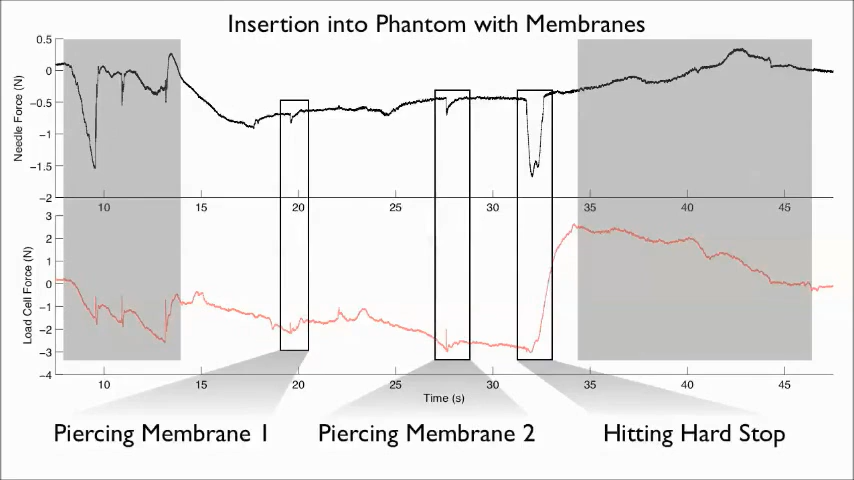 Insertion into Phantom with Membranes
Needle Force (N)
0.5
0
−0.5
−1
−1.5
−2
10 15 20 25 30 35 40 45
Load Cell Force (N)
3
2
1
0
−1
−2
−3
−4
10 15 20 25 30 35 40 45
Time (s)
Piercing Membrane 1 Piercing Membrane 2 Hitting Hard Stop